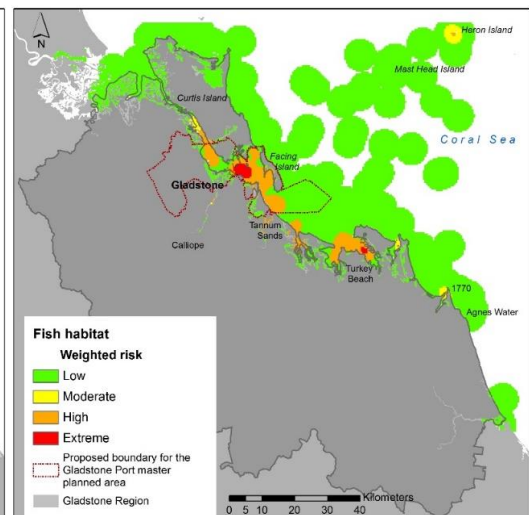 N
Heron Island
Mast Head Island
Coral Sea
Curtis Island
Facing
Island
Gladstone
Calliope
Tannum
Sands
Turkey
Beach
1770
Agnes Water
Fish habitat
Weighted risk
Low
Moderate
High
Extreme
Proposed boundary for the
Gladstone Port master
planned area
Gladstone Region
Kilometers
0 5 10 20 30 40